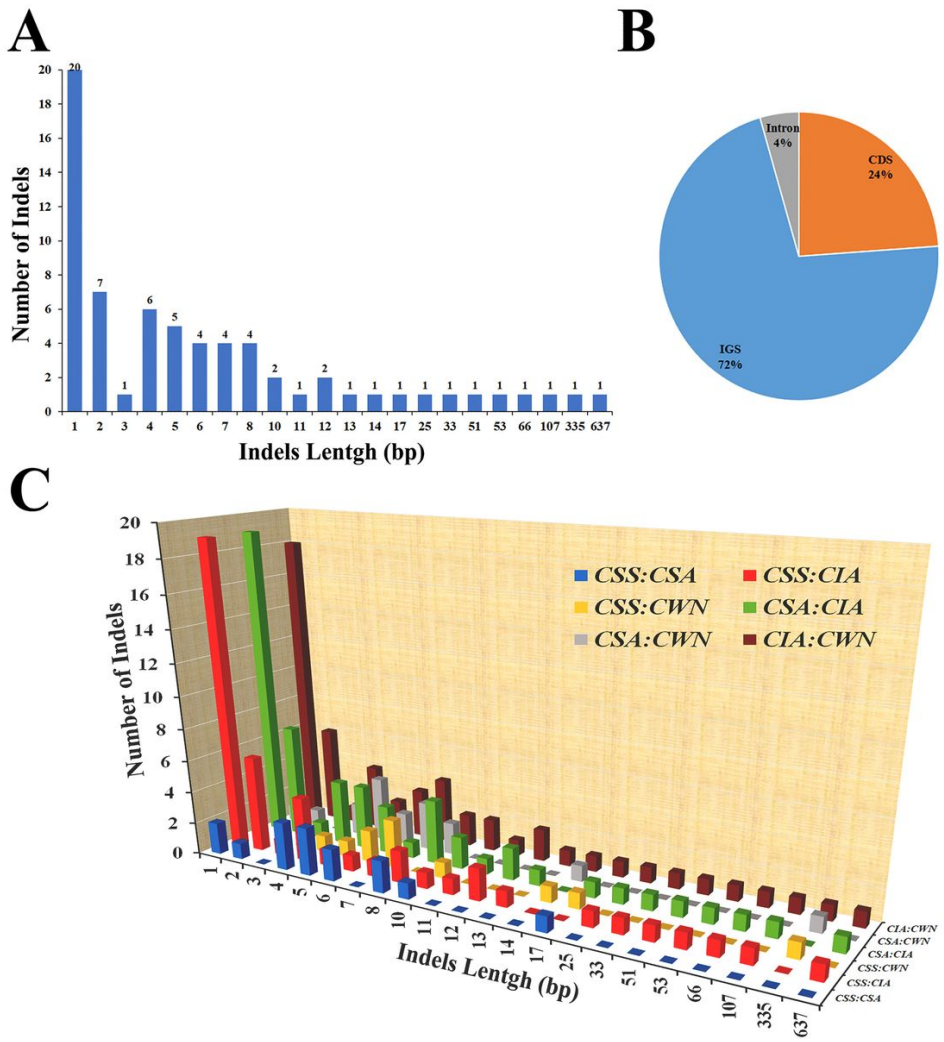 A
20
18
16
14
12
10
8
6
4
2
0
Number of Indels
20
7
1
6
5
4
4
4
2
1
2
1
1
1
1
1
1
1
1
1
1
1
1 2 3 4 5 6 7 8 10 11 12 13 14 17 25 33 51 53 66 107 335 637
Indels Lentgh (bp)
B
Intron
4%
CDS
24%
IGS
72%
C
20
18
16
14
12
10
8
6
4
2
0
Number of Indels
CSS:CSA
CSS:CIA
CSS:CWN
CSA:CIA
CSA:CWN
CIA:CWN
1 2 3 4 5 6 7 8 10 11 12 13 14 17 25 33 51 53 66 107 335 637
Indels Lentgh (bp)
CIA:CWN
CSA:CWN
CSA:CIA
CSS:CWN
CSS:CIA
CSS:CSA